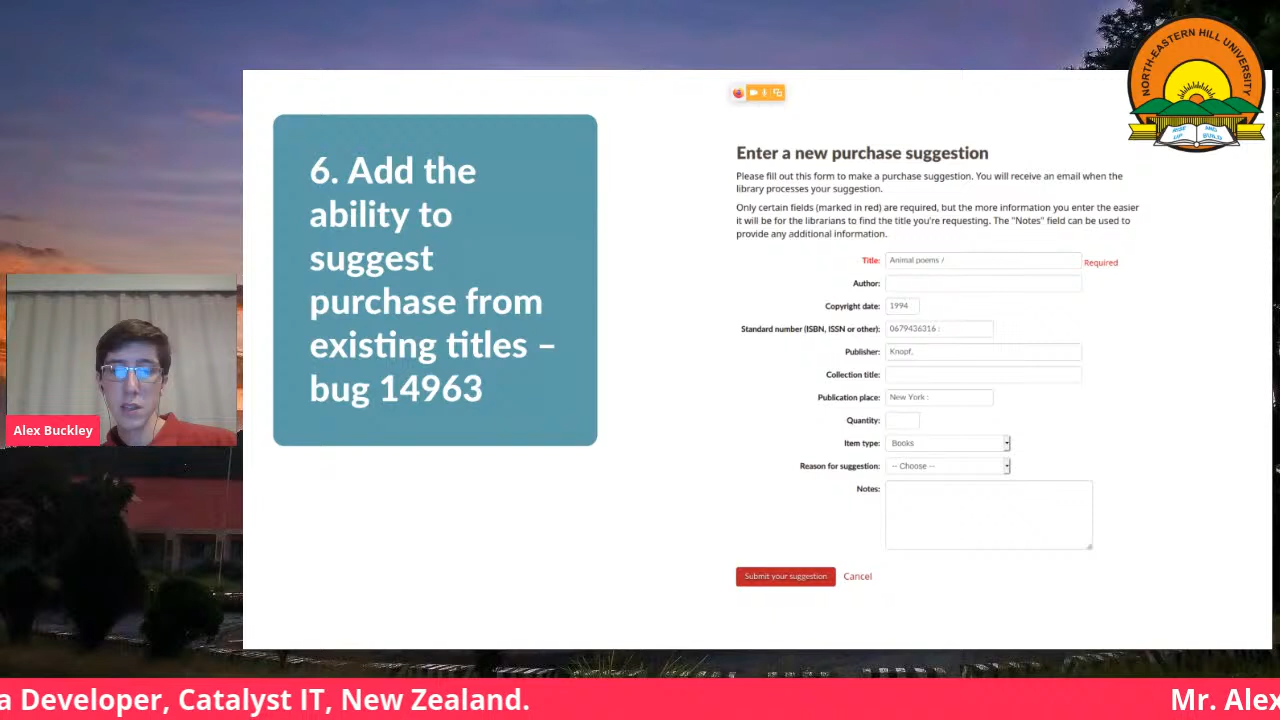 NORTH-EASTERN HILL UNIVERSITY
RISE UP AND BUILD
6. Add the
ability to
suggest
purchase from
existing titles –
bug 14963
Enter a new purchase suggestion
Please fill out this form to make a purchase suggestion. You will receive an email when the
library processes your suggestion.
Only certain fields (marked in red) are required, but the more information you enter the easier
it will be for the librarians to find the title you're requesting. The "Notes" field can be used to
provide any additional information.
Title: Animal poems / Required
Author:
Copyright date: 1994
Standard number (ISBN, ISSN or other): 0679436316 :
Publisher: Knopf,
Collection title:
Publication place: New York :
Quantity:
Item type: Books
Reason for suggestion: -- Choose --
Notes:
Submit your suggestion Cancel
Alex Buckley
a Developer, Catalyst IT, New Zealand. Mr. Alex